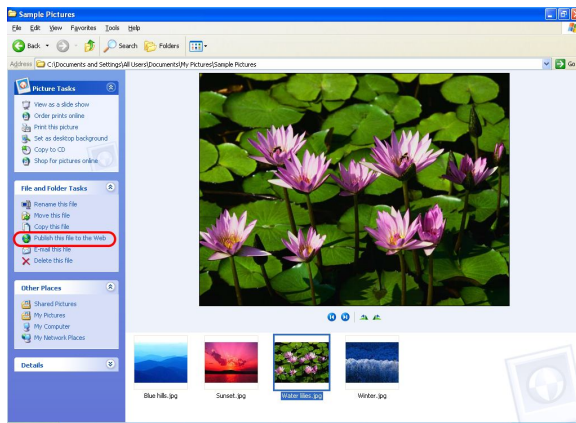 Sample Pictures
File Edit View Favorites Tools Help
Back Search Folders
Address C:\Documents and Settings\All Users\Documents\My Pictures\Sample Pictures Go
Picture Tasks
View as a slide show
Order prints online
Print this picture
Set as desktop background
Copy to CD
Shop for pictures online
File and Folder Tasks
Rename this file
Move this file
Copy this file
Publish this file to the Web
E-mail this file
Delete this file
Other Places
Shared Pictures
My Pictures
My Computer
My Network Places
Details
Blue hills.jpg Sunset.jpg Water lilies.jpg Winter.jpg